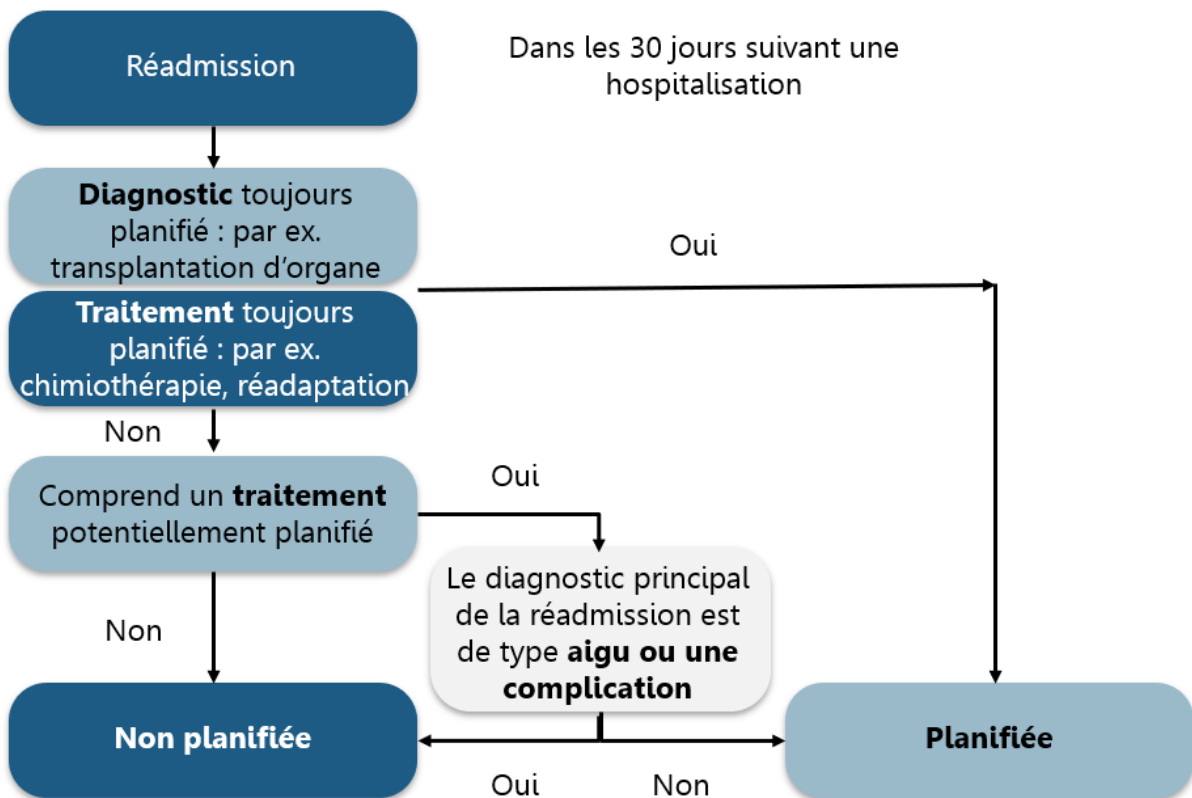 Réadmission
Dans les 30 jours suivant une
hospitalisation
Diagnostic toujours
planifié : par ex.
transplantation d’organe
Oui
Traitement toujours
planifié : par ex.
chimiothérapie, réadaptation
Non
Comprend un traitement
potentiellement planifié
Oui
Le diagnostic principal
de la réadmission est
de type aigu ou une
complication
Non
Non planifiée
Planifiée
Oui
Non